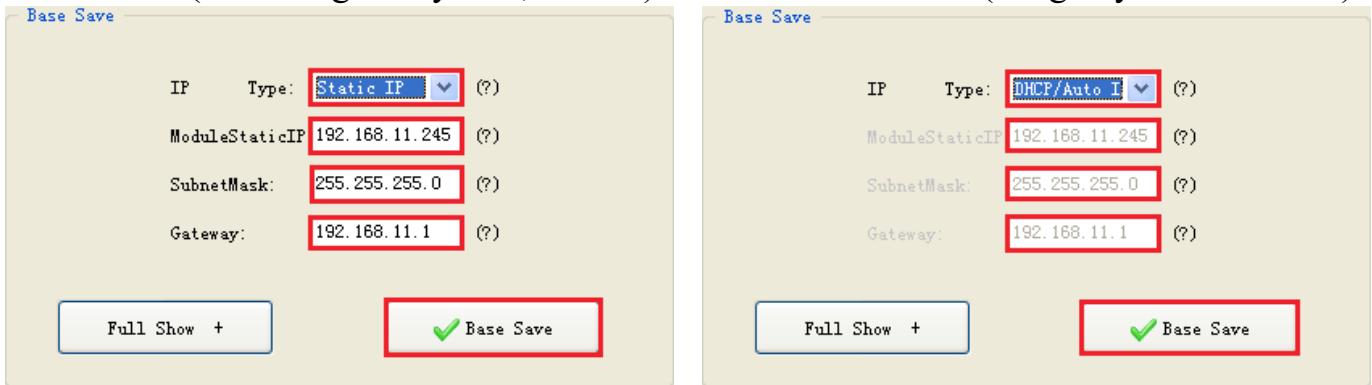 Base Save
IP Type: Static IP (?)
ModuleStaticIP 192.168.11.245 (?)
SubnetMask: 255.255.255.0 (?)
Gateway: 192.168.11.1 (?)
Full Show + Base Save
Base Save
IP Type: DHCP/Auto I (?)
ModuleStaticIP 192.168.11.245 (?)
SubnetMask: 255.255.255.0 (?)
Gateway: 192.168.11.1 (?)
Full Show + Base Save